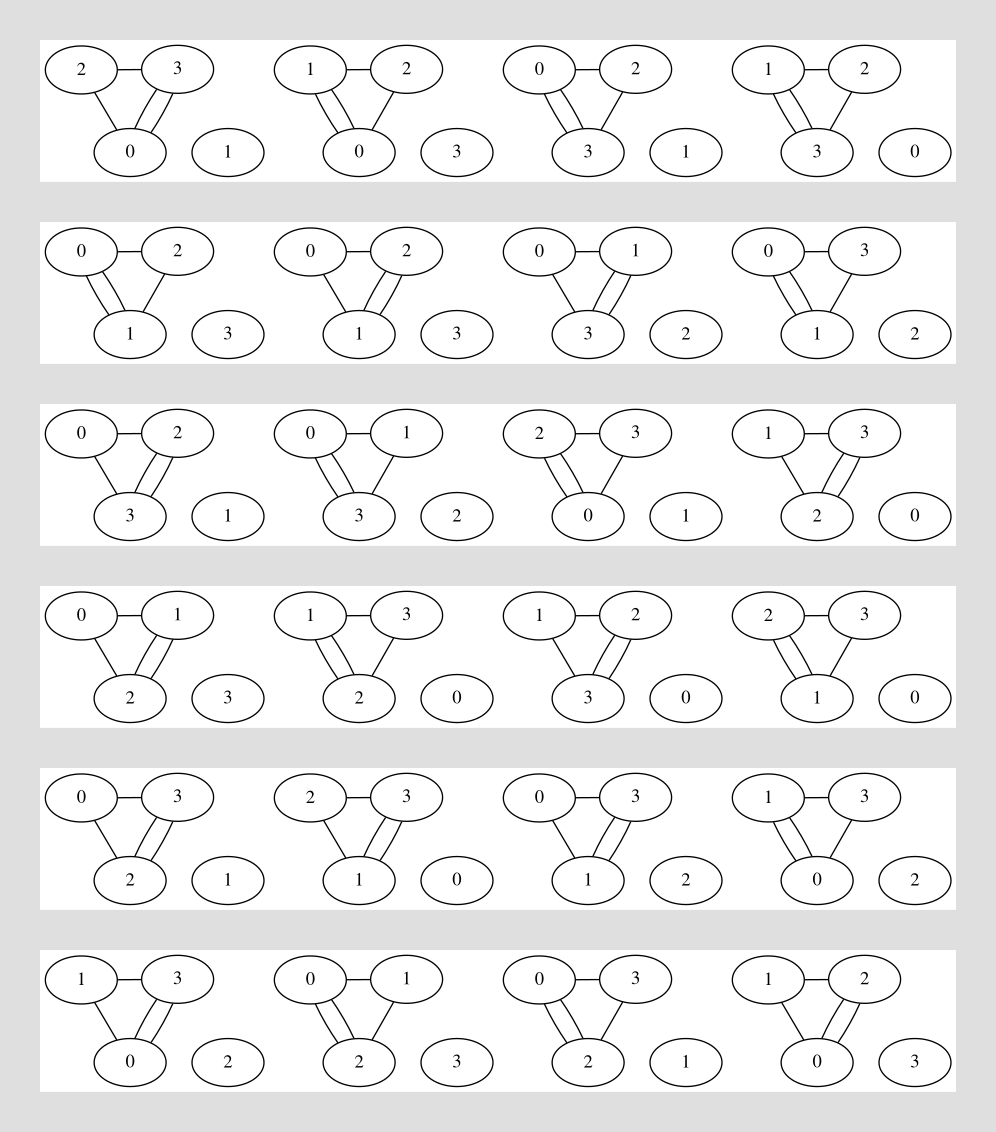 2 3 1 2 0 2 1 2
0 1 0 3 3 1 3 0
0 2 0 2 0 1 0 3
1 3 1 3 3 2 1 2
0 2 0 1 2 3 1 3
3 1 3 2 0 1 2 0
0 1 1 3 1 2 2 3
2 3 2 0 3 0 1 0
0 3 2 3 0 3 1 3
2 1 1 0 1 2 0 2
1 3 0 1 0 3 1 2
0 2 2 3 2 1 0 3